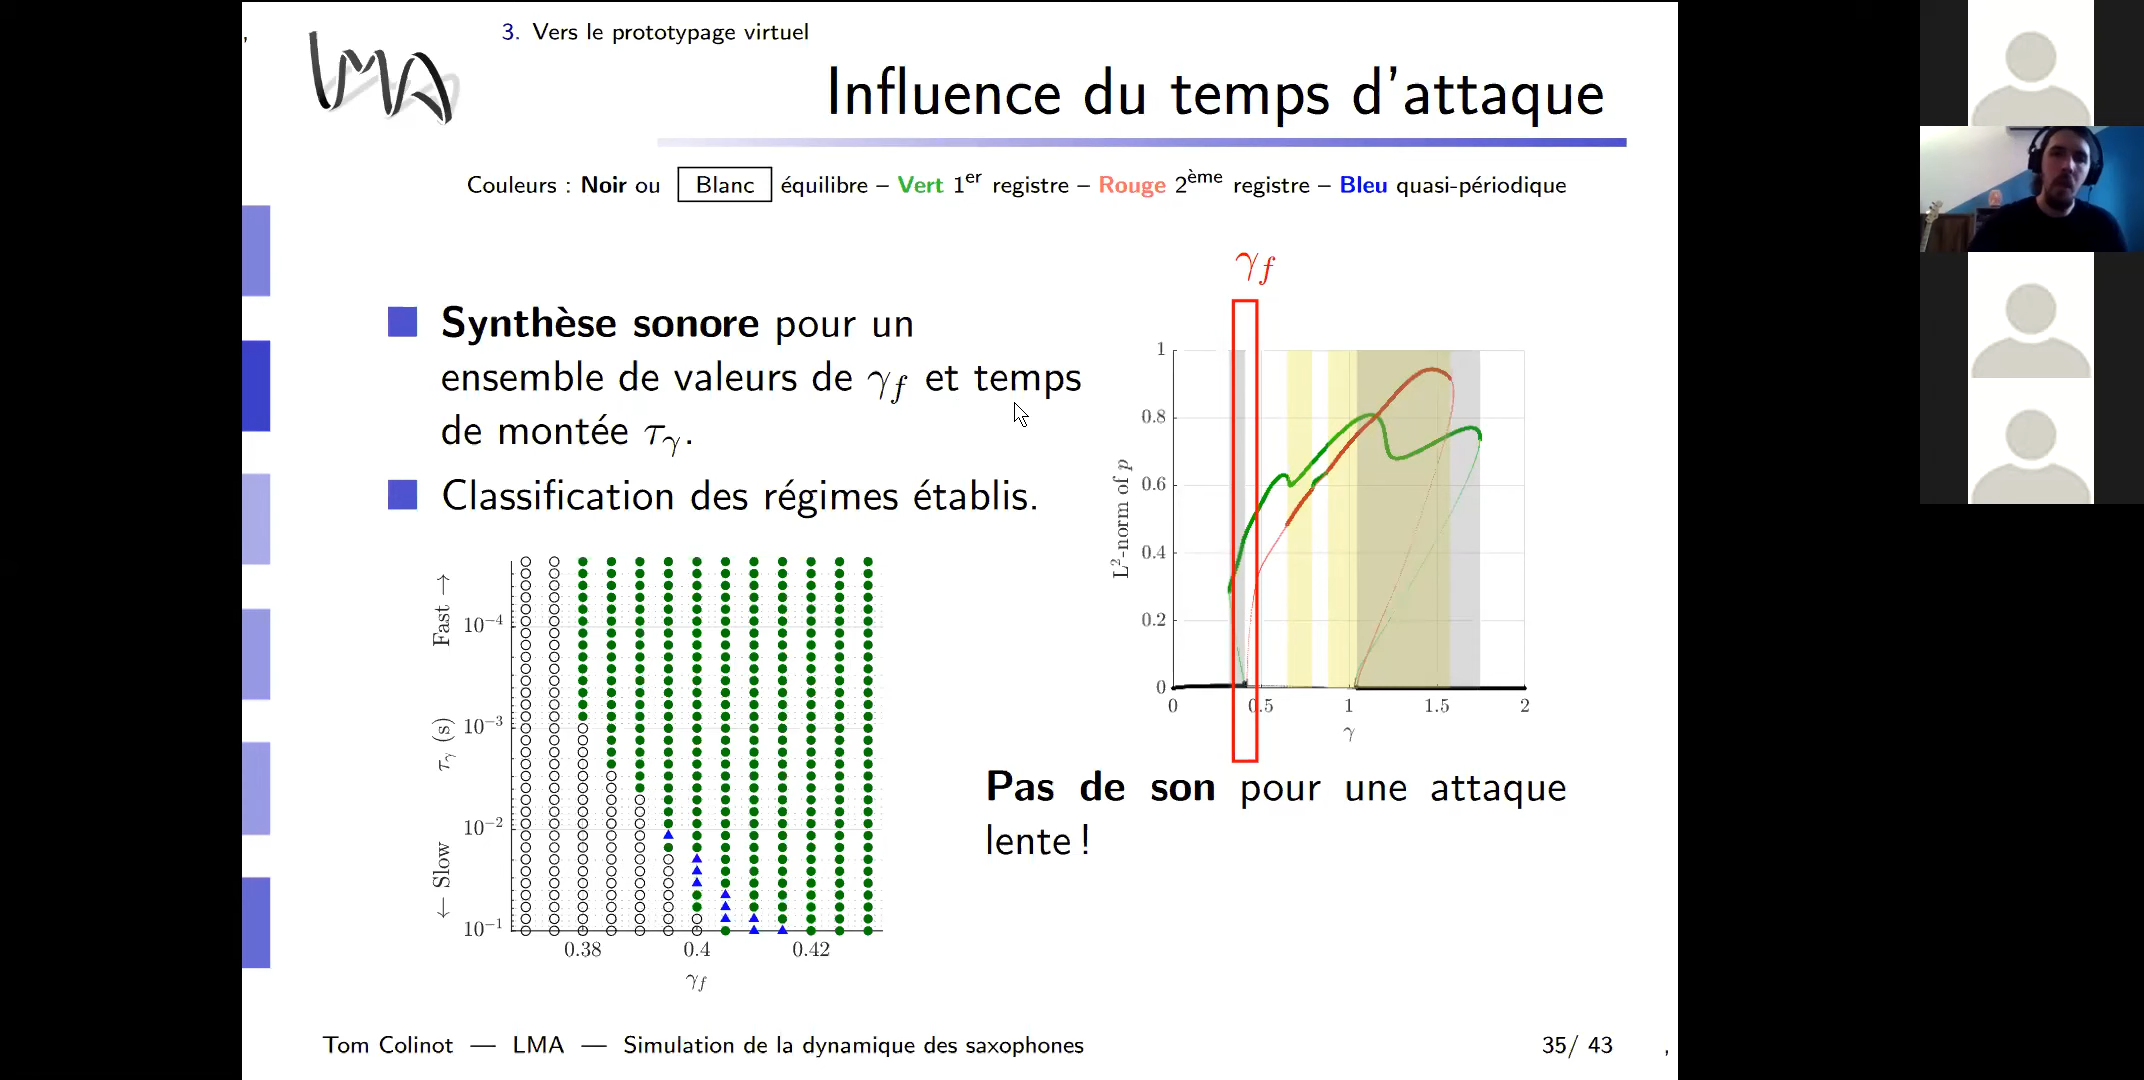 LMA
3. Vers le prototypage virtuel
Influence du temps d'attaque
Couleurs : Noir ou Blanc équilibre – Vert 1er registre – Rouge 2ème registre – Bleu quasi-périodique
Synthèse sonore pour un
ensemble de valeurs de γf et temps
de montée τγ.
Classification des régimes établis.
← Slow τγ (s) Fast →
10⁻⁴
10⁻³
10⁻²
10⁻¹
0.38 0.4 0.42
γf
γf
L²-norm of p
1
0.8
0.6
0.4
0.2
0
0 0.5 1 1.5 2
γ
Pas de son pour une attaque
lente !
Tom Colinot — LMA — Simulation de la dynamique des saxophones 35/ 43